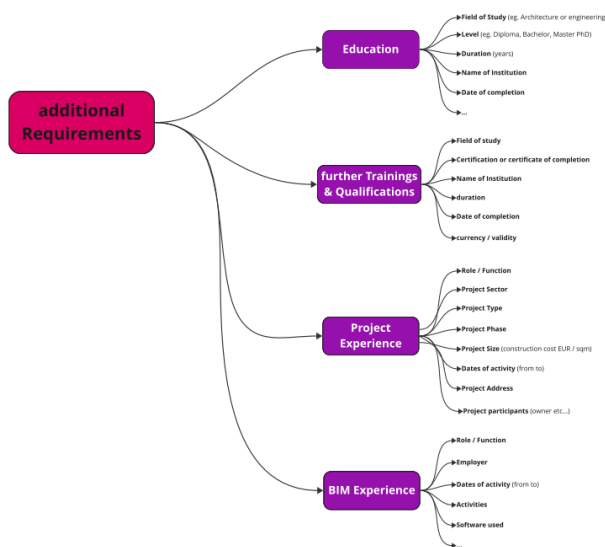 additional
Requirements
Education
Field of Study (eg. Architecture or engineering
Level (eg. Diploma, Bachelor, Master PhD)
Duration (years)
Name of Institution
Date of completion
...
further Trainings
& Qualifications
Field of study
Certification or certificate of completion
Name of Institution
duration
Date of completion
currency / validity
Project
Experience
Role / Function
Project Sector
Project Type
Project Phase
Project Size (construction cost EUR / sqm)
Dates of activity (from to)
Project Address
Project participants (owner etc...)
BIM Experience
Role / Function
Employer
Dates of activity (from to)
Activities
Software used
...